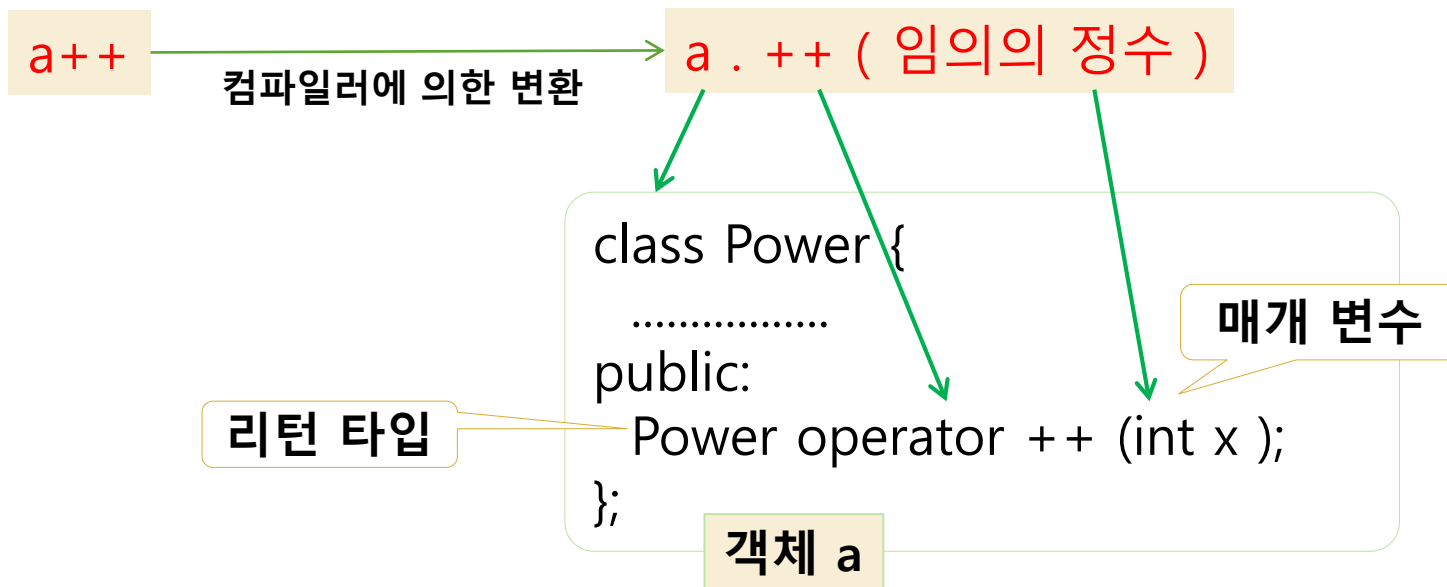 a++
컴파일러에 의한 변환
a . ++ ( 임의의 정수 )
class Power {
.................
public:
매개 변수
리턴 타입
Power operator ++ (int x );
};
객체 a